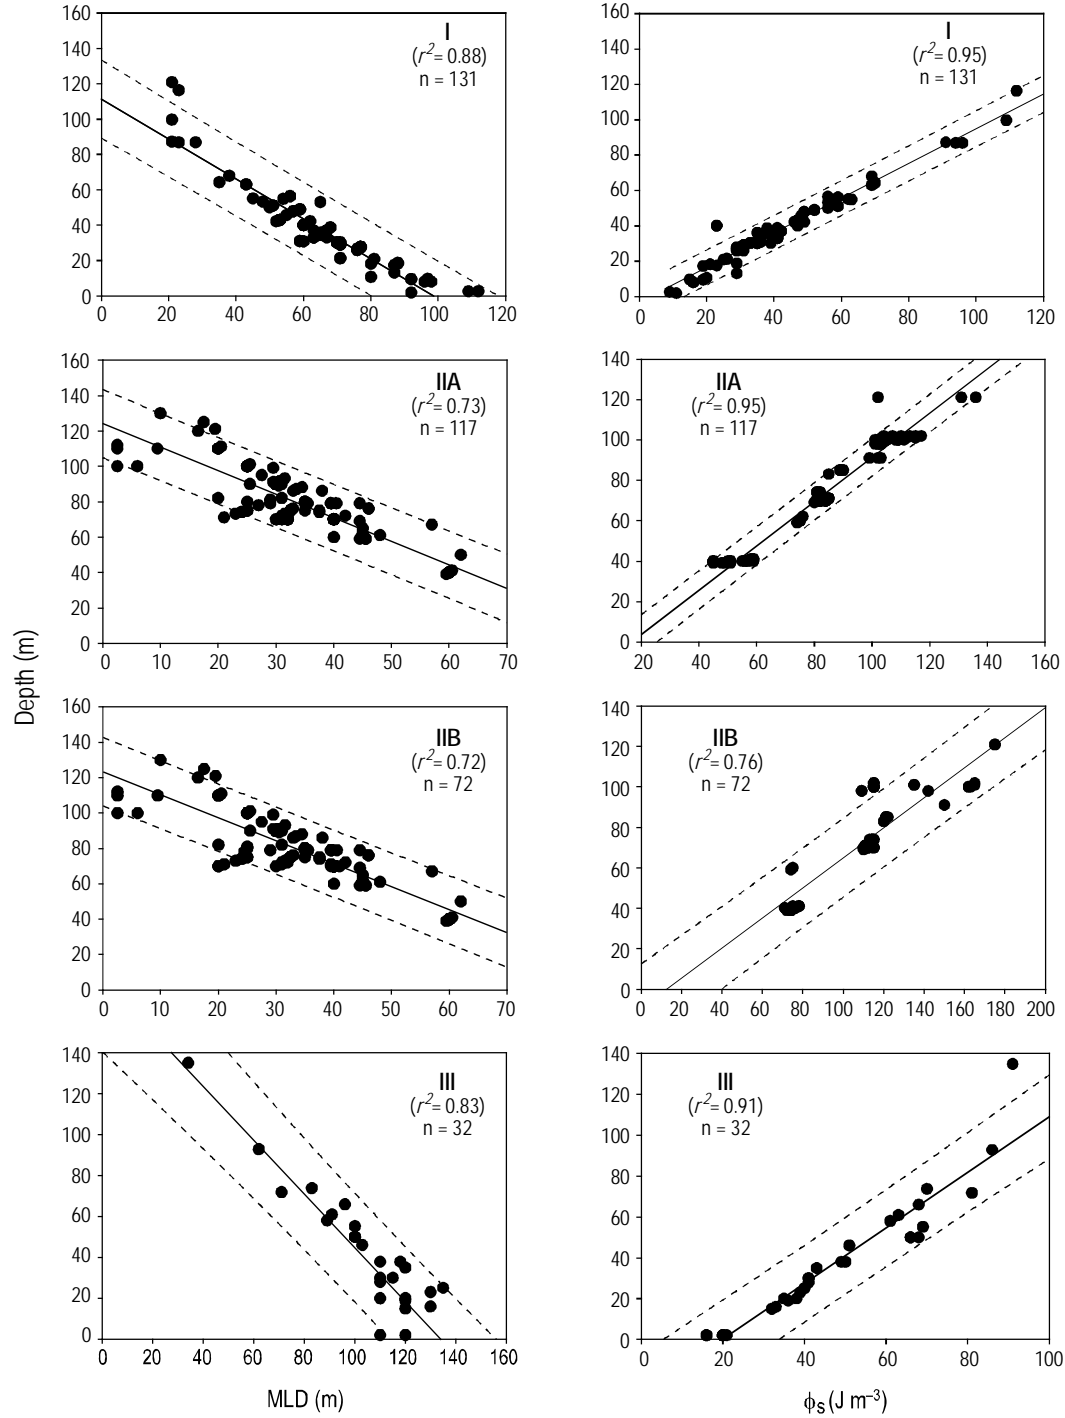 160
140
120
100
80
60
40
20
0
I
(r²= 0.88)
n = 131
0 20 40 60 80 100 120
160
140
120
100
80
60
40
20
0
I
(r²= 0.95)
n = 131
0 20 40 60 80 100 120
160
140
120
100
80
60
40
20
0
IIA
(r²= 0.73)
n = 117
0 10 20 30 40 50 60 70
140
120
100
80
60
40
20
0
IIA
(r²= 0.95)
n = 117
20 40 60 80 100 120 140 160
Depth (m)
160
140
120
100
80
60
40
20
0
IIB
(r²= 0.72)
n = 72
0 10 20 30 40 50 60 70
140
120
100
80
60
40
20
0
IIB
(r²= 0.76)
n = 72
0 20 40 60 80 100 120 140 160 180 200
140
120
100
80
60
40
20
0
III
(r²= 0.83)
n = 32
0 20 40 60 80 100 120 140 160
MLD (m)
140
120
100
80
60
40
20
0
III
(r²= 0.91)
n = 32
0 20 40 60 80 100
ϕs (J m⁻³)